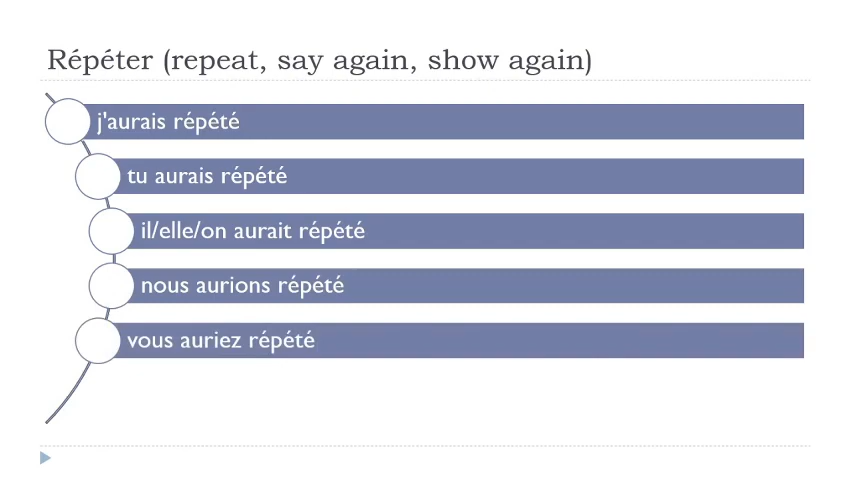 Répéter (repeat, say again, show again)
j'aurais répété
tu aurais répété
il/elle/on aurait répété
nous aurions répété
vous auriez répété